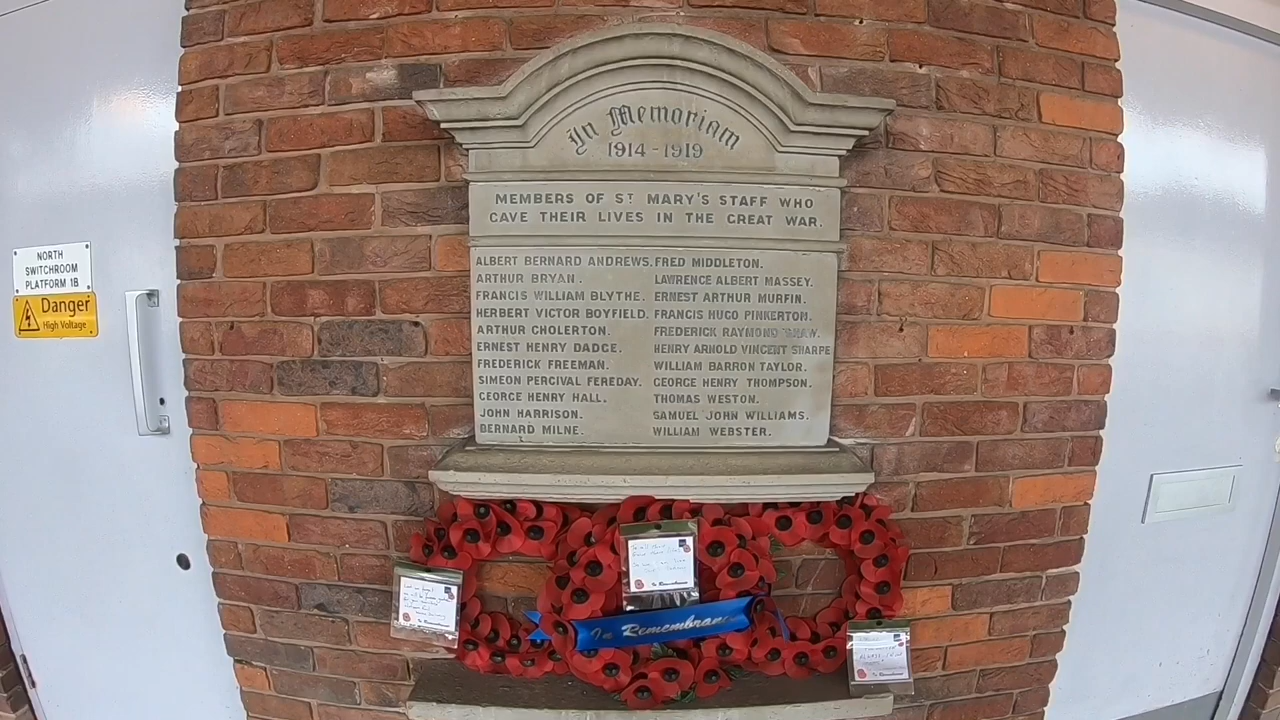 In Memoriam
1914-1919
MEMBERS OF ST MARY'S STAFF WHO
GAVE THEIR LIVES IN THE GREAT WAR.
ALBERT BERNARD ANDREWS.
ARTHUR BRYAN.
FRANCIS WILLIAM BLYTHE.
HERBERT VICTOR BOYFIELD.
ARTHUR CHOLERTON.
ERNEST HENRY DADGE.
FREDERICK FREEMAN.
SIMEON PERCIVAL FEREDAY.
GEORGE HENRY HALL.
JOHN HARRISON.
BERNARD MILNE.
FRED MIDDLETON.
LAWRENCE ALBERT MASSEY.
ERNEST ARTHUR MURFIN.
FRANCIS HUGO PINKERTON.
FREDERICK RAYMOND SHAW.
HENRY ARNOLD VINCENT SHARPE
WILLIAM BARRON TAYLOR.
GEORGE HENRY THOMPSON.
THOMAS WESTON.
SAMUEL JOHN WILLIAMS.
WILLIAM WEBSTER.
NORTH
SWITCHROOM
PLATFORM 1B
Danger
High Voltage
In Remembrance
In Remembrance